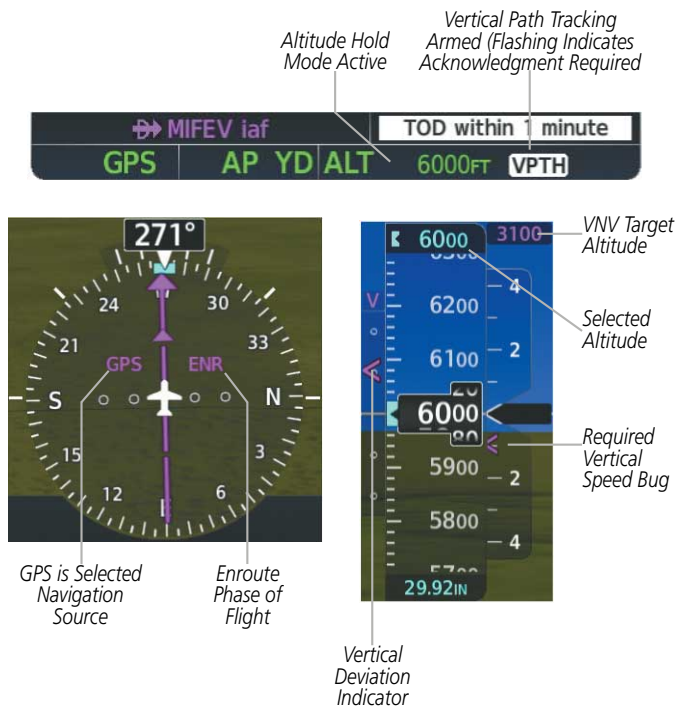 Altitude Hold
Mode Active
Vertical Path Tracking
Armed (Flashing Indicates
Acknowledgment Required
MIFEV iaf
TOD within 1 minute
GPS
AP YD ALT
6000FT
VPTH
271°
24
30
21
33
GPS
ENR
S
N
15
3
12
6
E
GPS is Selected
Navigation
Source
Enroute
Phase of
Flight
6000
3100
V
4
6200
2
6100
20
6000
80
5900
2
5800
4
29.92IN
VNV Target
Altitude
Selected
Altitude
Required
Vertical
Speed Bug
Vertical
Deviation
Indicator